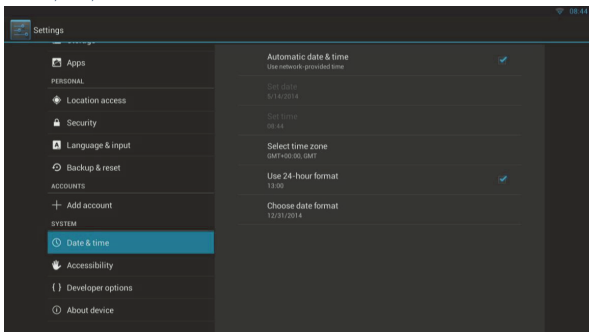 08:44
Settings
Apps
PERSONAL
Location access
Security
Language & input
Backup & reset
ACCOUNTS
Add account
SYSTEM
Date & time
Accessibility
Developer options
About device
Automatic date & time
Use network-provided time
Set date
5/14/2014
Set time
08:44
Select time zone
GMT+00:00, GMT
Use 24-hour format
13:00
Choose date format
12/31/2014